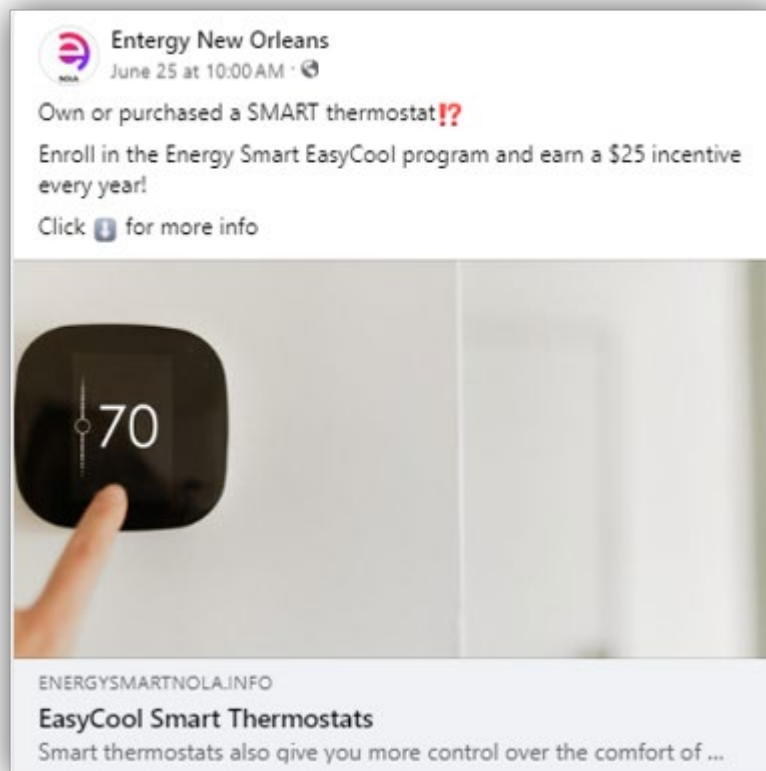 Entergy New Orleans
June 25 at 10:00 AM ·
NOLA
Own or purchased a SMART thermostat⁉️
Enroll in the Energy Smart EasyCool program and earn a $25 incentive
every year!
Click ⬇️ for more info
70
ENERGYSMARTNOLA.INFO
EasyCool Smart Thermostats
Smart thermostats also give you more control over the comfort of ...